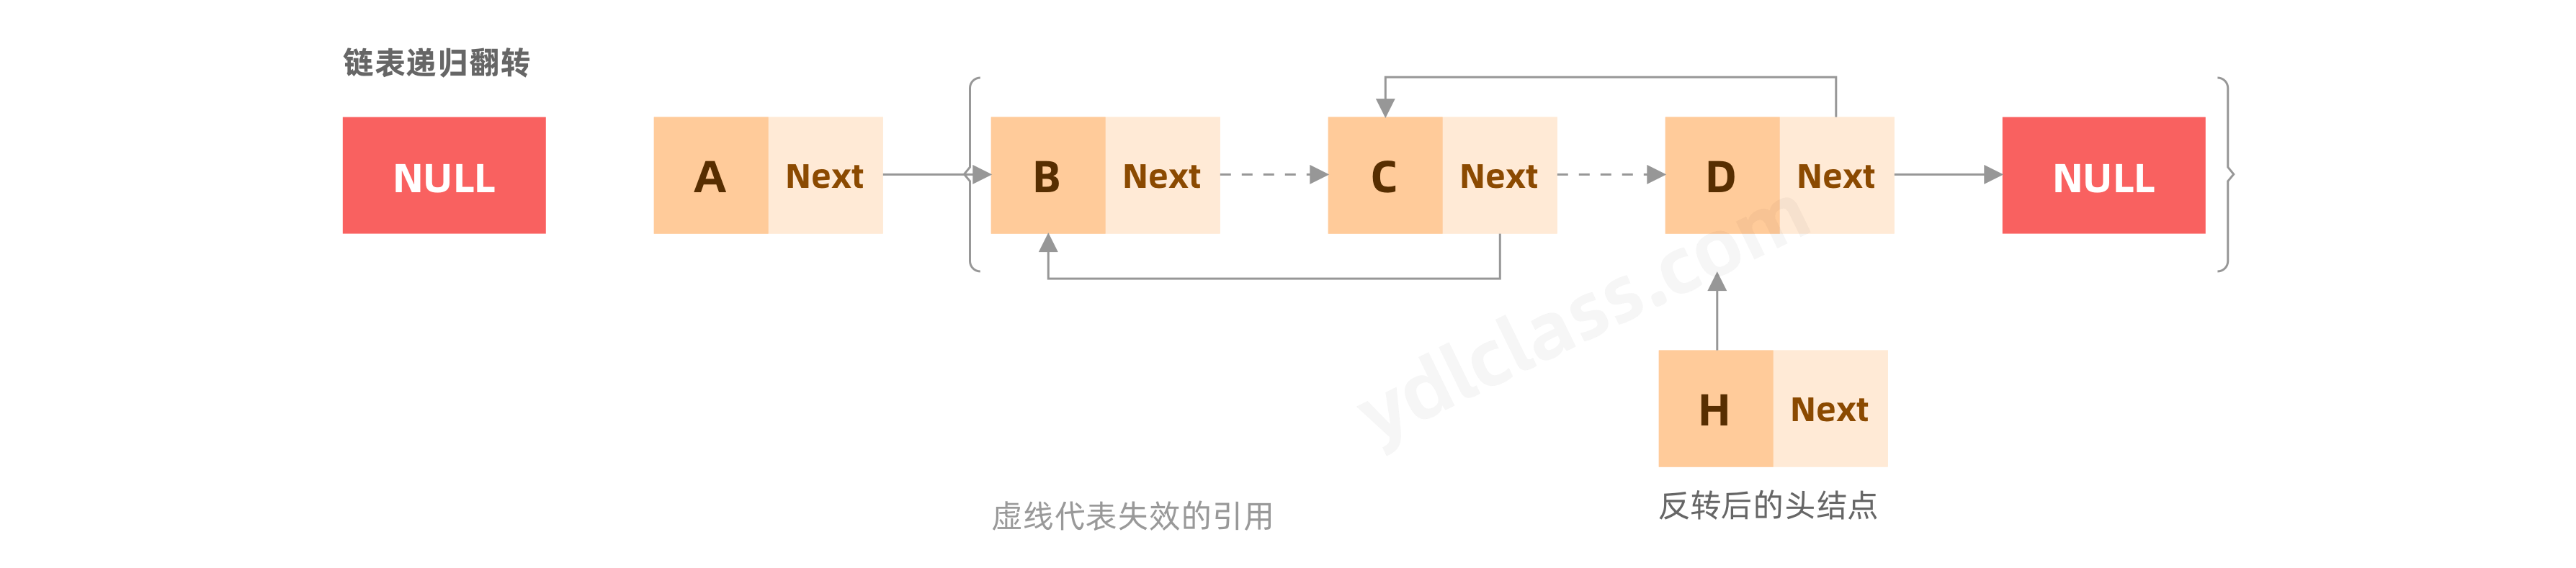 链表递归翻转
NULL
A Next
B Next
C Next
D Next
NULL
H Next
虚线代表失效的引用
反转后的头结点
ydlclass.com